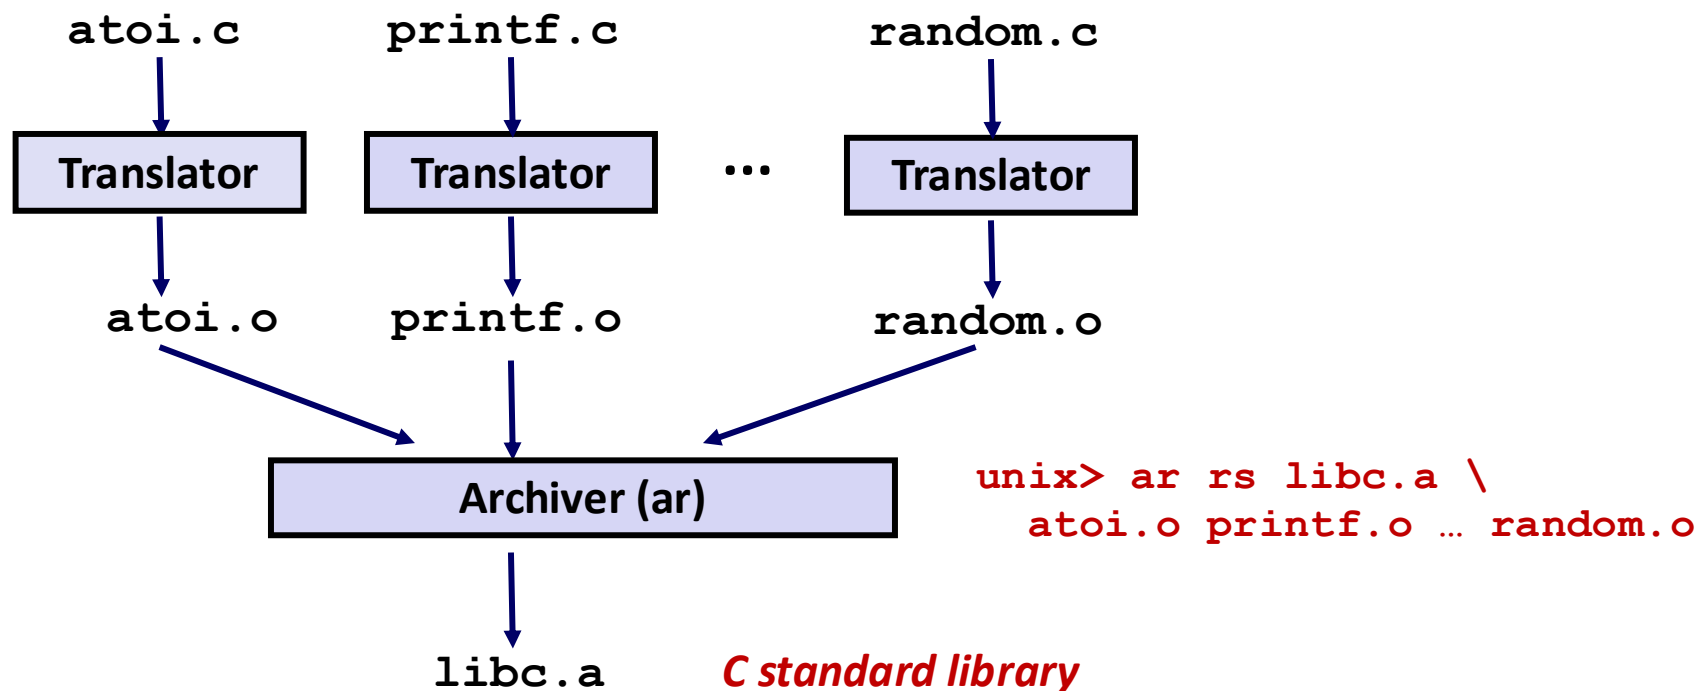 atoi.c printf.c random.c
Translator Translator ... Translator
atoi.o printf.o random.o
Archiver (ar)
unix> ar rs libc.a \
atoi.o printf.o … random.o
libc.a C standard library